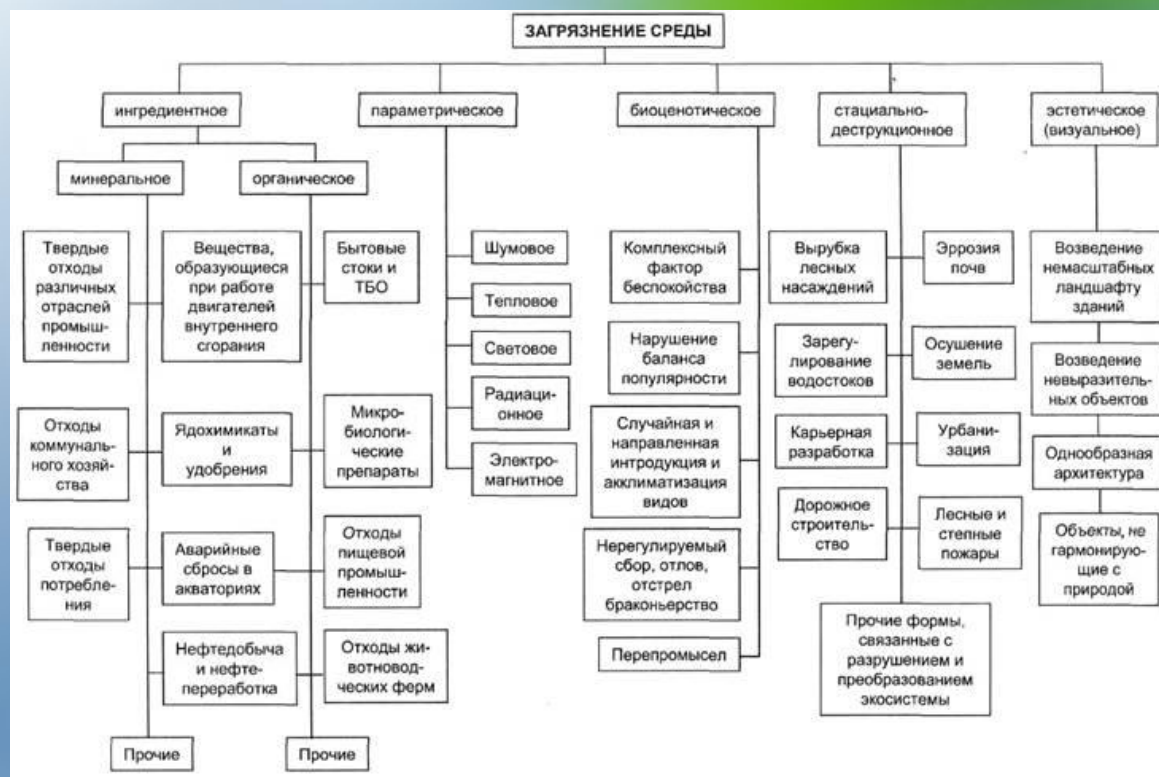 ЗАГРЯЗНЕНИЕ СРЕДЫ
ингредиентное
параметрическое
биоценотическое
стациально-
деструкционное
эстетическое
(визуальное)
минеральное
органическое
Твердые
отходы
различных
отраслей
промыш-
ленности
Вещества,
образующиеся
при работе
двигателей
внутреннего
сгорания
Бытовые
стоки и
ТБО
Отходы
коммуналь-
ного хозяй-
ства
Ядохимикаты
и
удобрения
Микро-
биологи-
ческие
препараты
Твердые
отходы
потребле-
ния
Аварийные
сбросы в
акваториях
Отходы
пищевой
промыш-
ленности
Нефтедобыча
и нефте-
переработка
Отходы жи-
вотновод-
ческих ферм
Прочие
Прочие
Шумовое
Тепловое
Световое
Радиаци-
онное
Электро-
магнитное
Комплексный
фактор
беспокойства
Нарушение
баланса
популярности
Случайная и
направленная
интродукция и
акклиматизация
видов
Нерегулируемый
сбор, отлов,
отстрел
браконьерство
Перепромысел
Вырубка
лесных
насаждений
Эррозия
почв
Зарегу-
лирование
водостоков
Осушение
земель
Карьерная
разработка
Урбани-
зация
Дорожное
строитель-
ство
Лесные и
степные
пожары
Прочие формы,
связанные с
разрушением и
преобразованием
экосистемы
Возведение
немасштабных
ландшафту
зданий
Возведение
невыразитель-
ных объектов
Однообразная
архитектура
Объекты, не
гармонирую-
щие с
природой